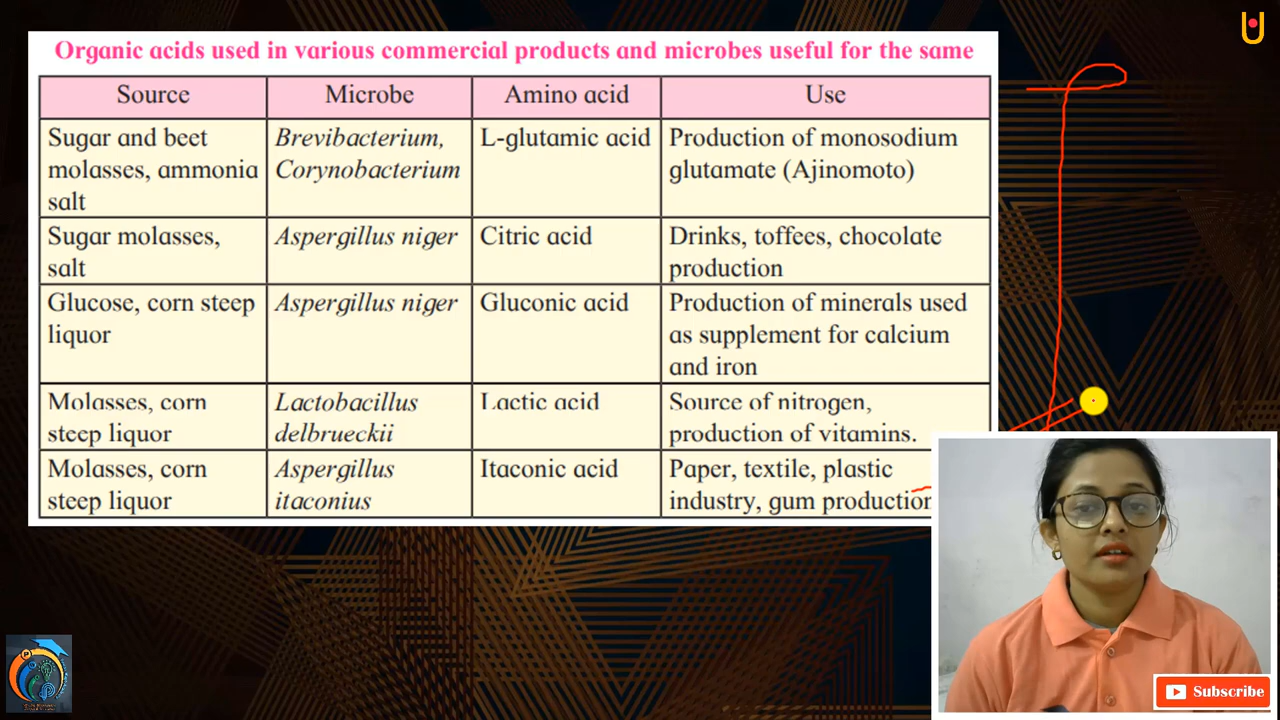 Organic acids used in various commercial products and microbes useful for the same
Source Microbe Amino acid Use
Sugar and beet molasses, ammonia salt Brevibacterium, Corynobacterium L-glutamic acid Production of monosodium glutamate (Ajinomoto)
Sugar molasses, salt Aspergillus niger Citric acid Drinks, toffees, chocolate production
Glucose, corn steep liquor Aspergillus niger Gluconic acid Production of minerals used as supplement for calcium and iron
Molasses, corn steep liquor Lactobacillus delbrueckii Lactic acid Source of nitrogen, production of vitamins.
Molasses, corn steep liquor Aspergillus itaconius Itaconic acid Paper, textile, plastic industry, gum production
Subscribe